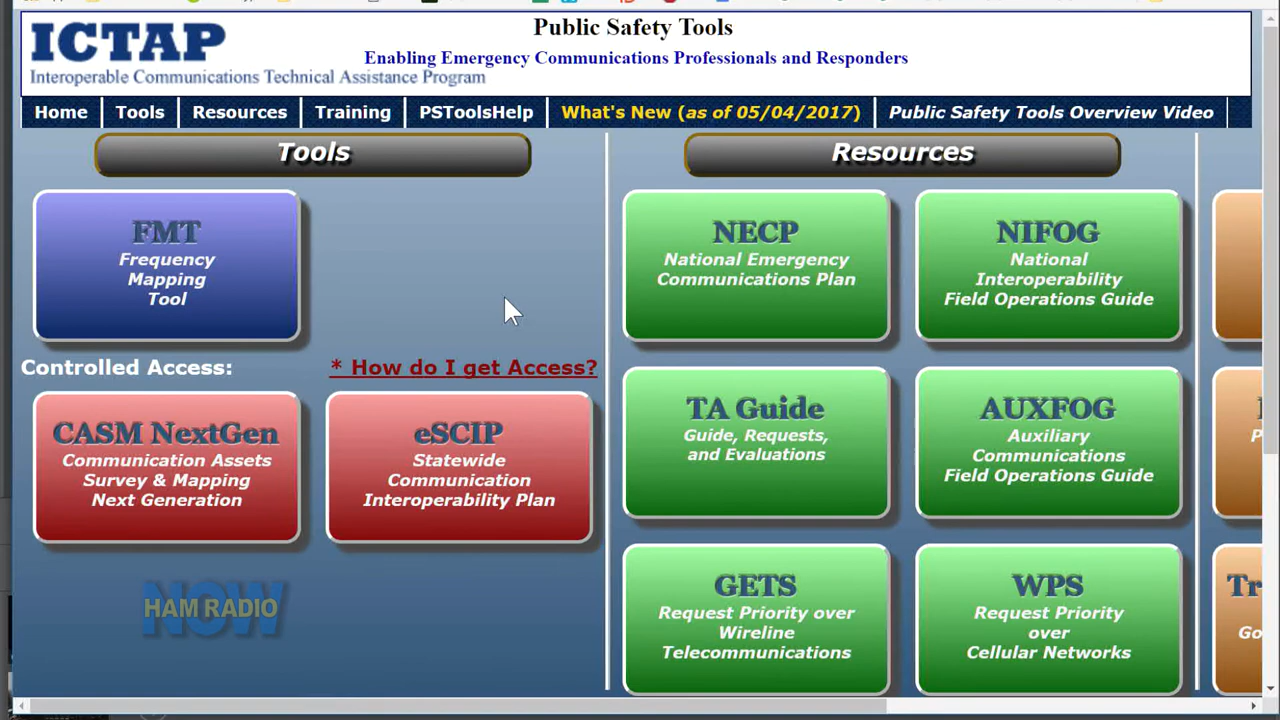 ICTAP
Interoperable Communications Technical Assistance Program
Public Safety Tools
Enabling Emergency Communications Professionals and Responders
Home
Tools
Resources
Training
PSToolsHelp
What's New (as of 05/04/2017)
Public Safety Tools Overview Video
Tools
FMT
Frequency
Mapping
Tool
Controlled Access:
* How do I get Access?
CASM NextGen
Communication Assets
Survey & Mapping
Next Generation
eSCIP
Statewide
Communication
Interoperability Plan
HAM RADIO
NOW
Resources
NECP
National Emergency
Communications Plan
NIFOG
National
Interoperability
Field Operations Guide
TA Guide
Guide, Requests,
and Evaluations
AUXFOG
Auxiliary
Communications
Field Operations Guide
GETS
Request Priority over
Wireline
Telecommunications
WPS
Request Priority
over
Cellular Networks
Tr
Go